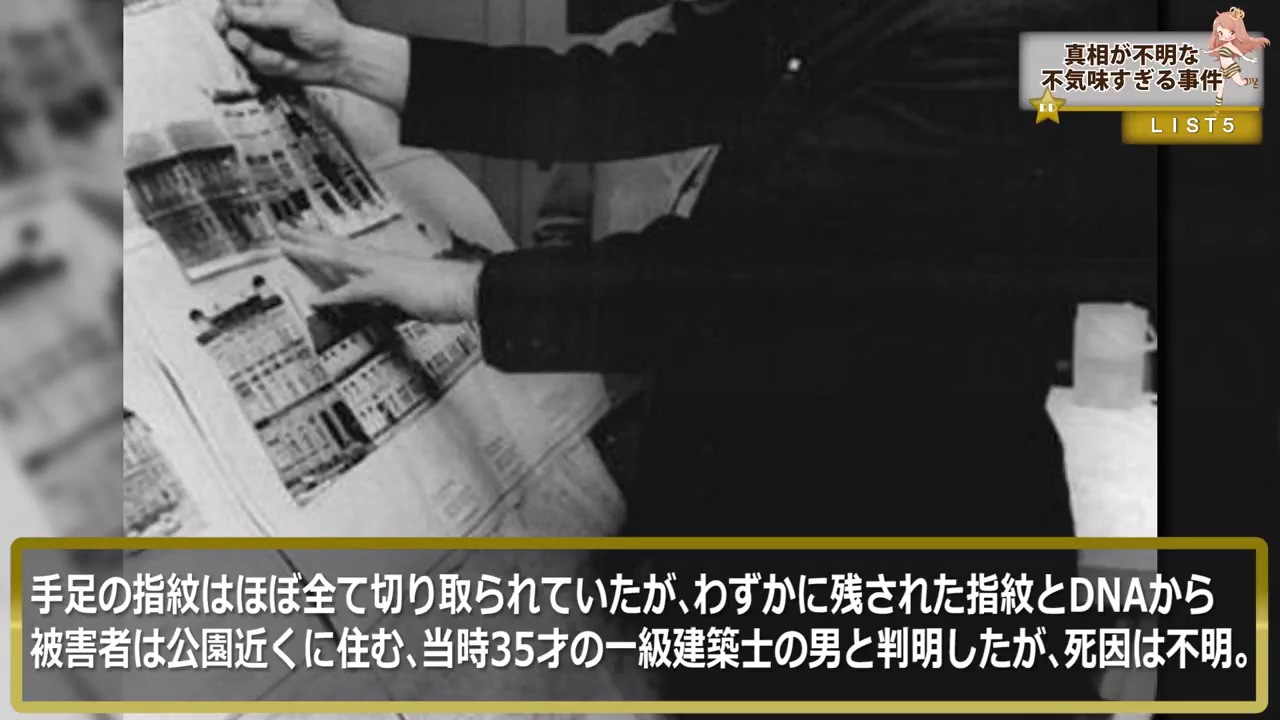 真相が不明な
不気味すぎる事件
LIST5
手足の指紋はほぼ全て切り取られていたが、わずかに残された指紋とDNAから
被害者は公園近くに住む、当時35才の一級建築士の男と判明したが、死因は不明。